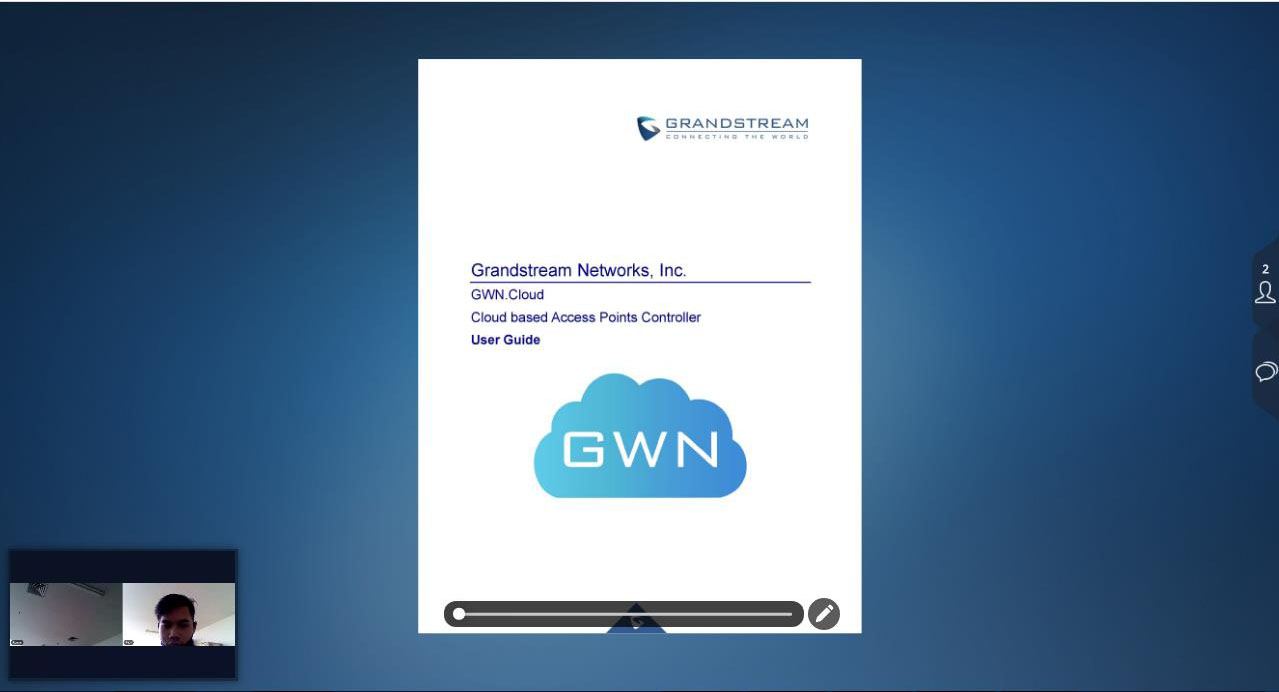 GRANDSTREAM
CONNECTING THE WORLD
Grandstream Networks, Inc.
GWN.Cloud
Cloud based Access Points Controller
User Guide
GWN
2